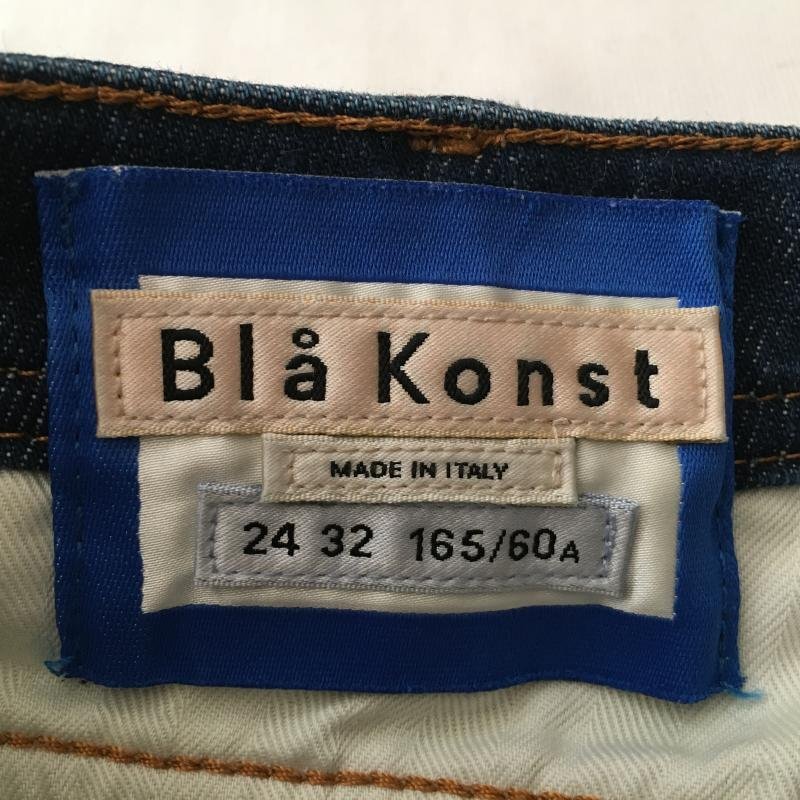 Blå Konst
MADE IN ITALY
24 32 165/60A